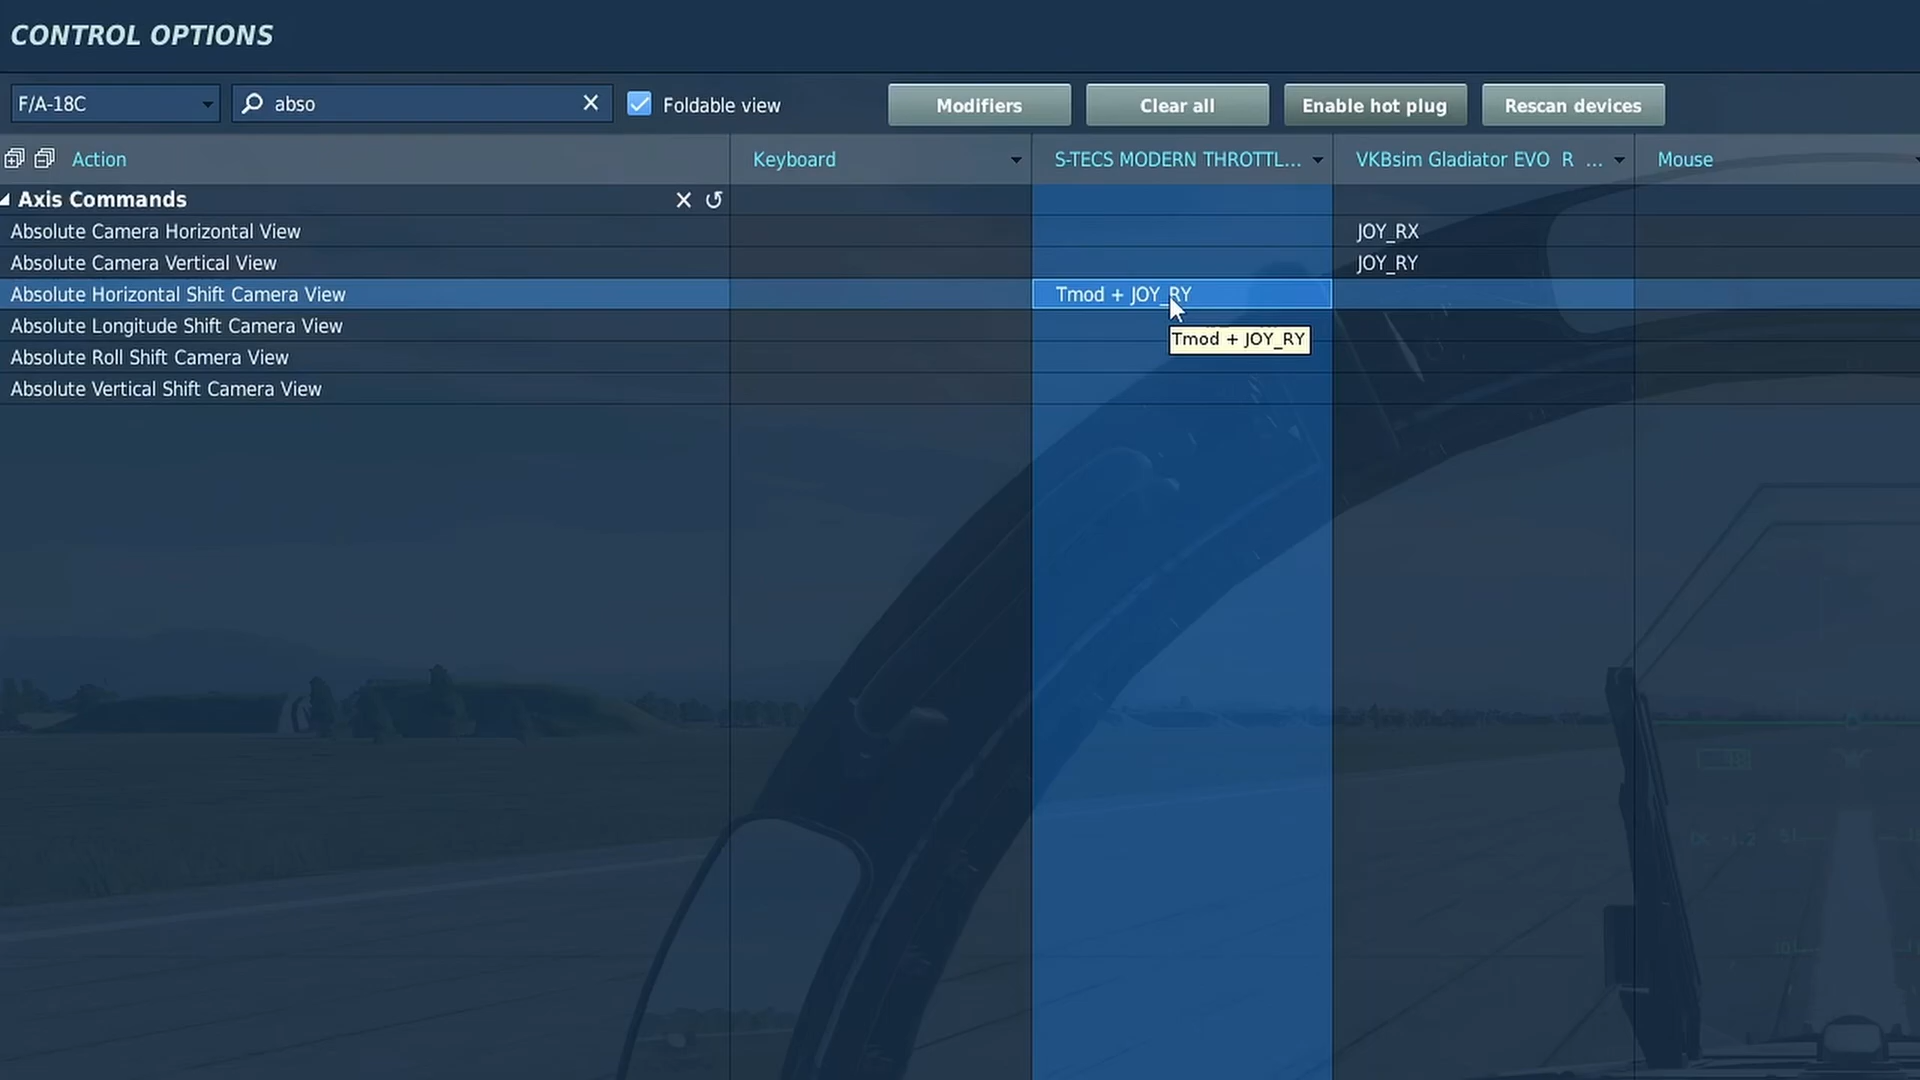 CONTROL OPTIONS
F/A-18C
abso
Foldable view
Modifiers
Clear all
Enable hot plug
Rescan devices
Action
Keyboard
S-TECS MODERN THROTTL...
VKBsim Gladiator EVO R ...
Mouse
Axis Commands
Absolute Camera Horizontal View
JOY_RX
Absolute Camera Vertical View
JOY_RY
Absolute Horizontal Shift Camera View
Tmod + JOY_RY
Absolute Longitude Shift Camera View
Tmod + JOY_RY
Absolute Roll Shift Camera View
Absolute Vertical Shift Camera View